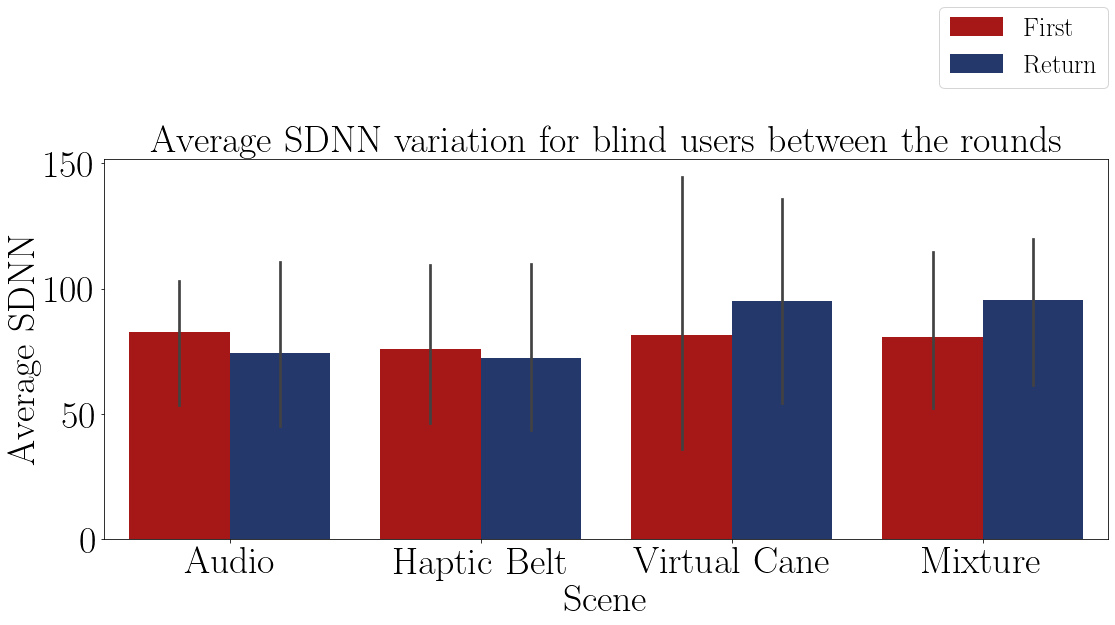 First
Return
Average SDNN variation for blind users between the rounds
150
100
50
0
Average SDNN
Audio Haptic Belt Virtual Cane Mixture
Scene